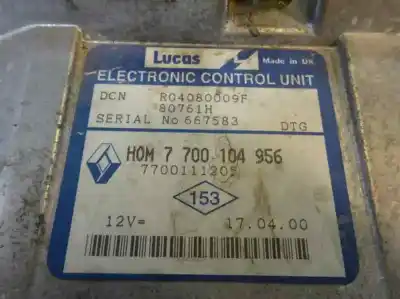 Lucas Made in UK
ELECTRONIC CONTROL UNIT
DCN R04080009F
80761H
SERIAL No 667583 DTG
HOM 7 700 104 956
7700111205
153
12V= 17.04.00